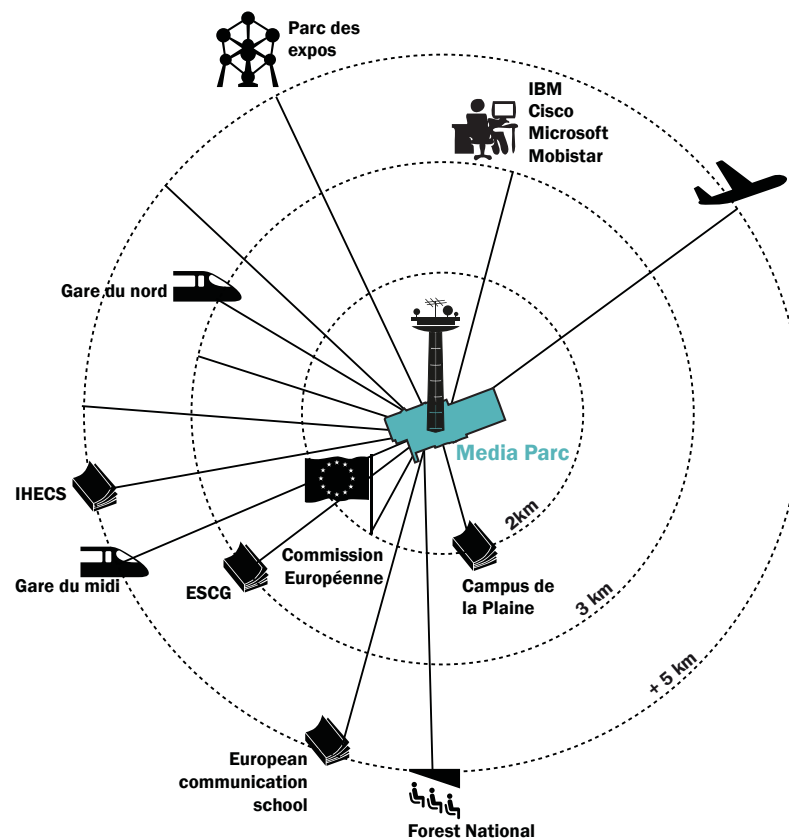 Parc des
expos
IBM
Cisco
Microsoft
Mobistar
Gare du nord
Media Parc
IHECS
2km
Commission
Européenne
Gare du midi
ESCG
Campus de
la Plaine
3 km
+ 5 km
European
communication
school
Forest National